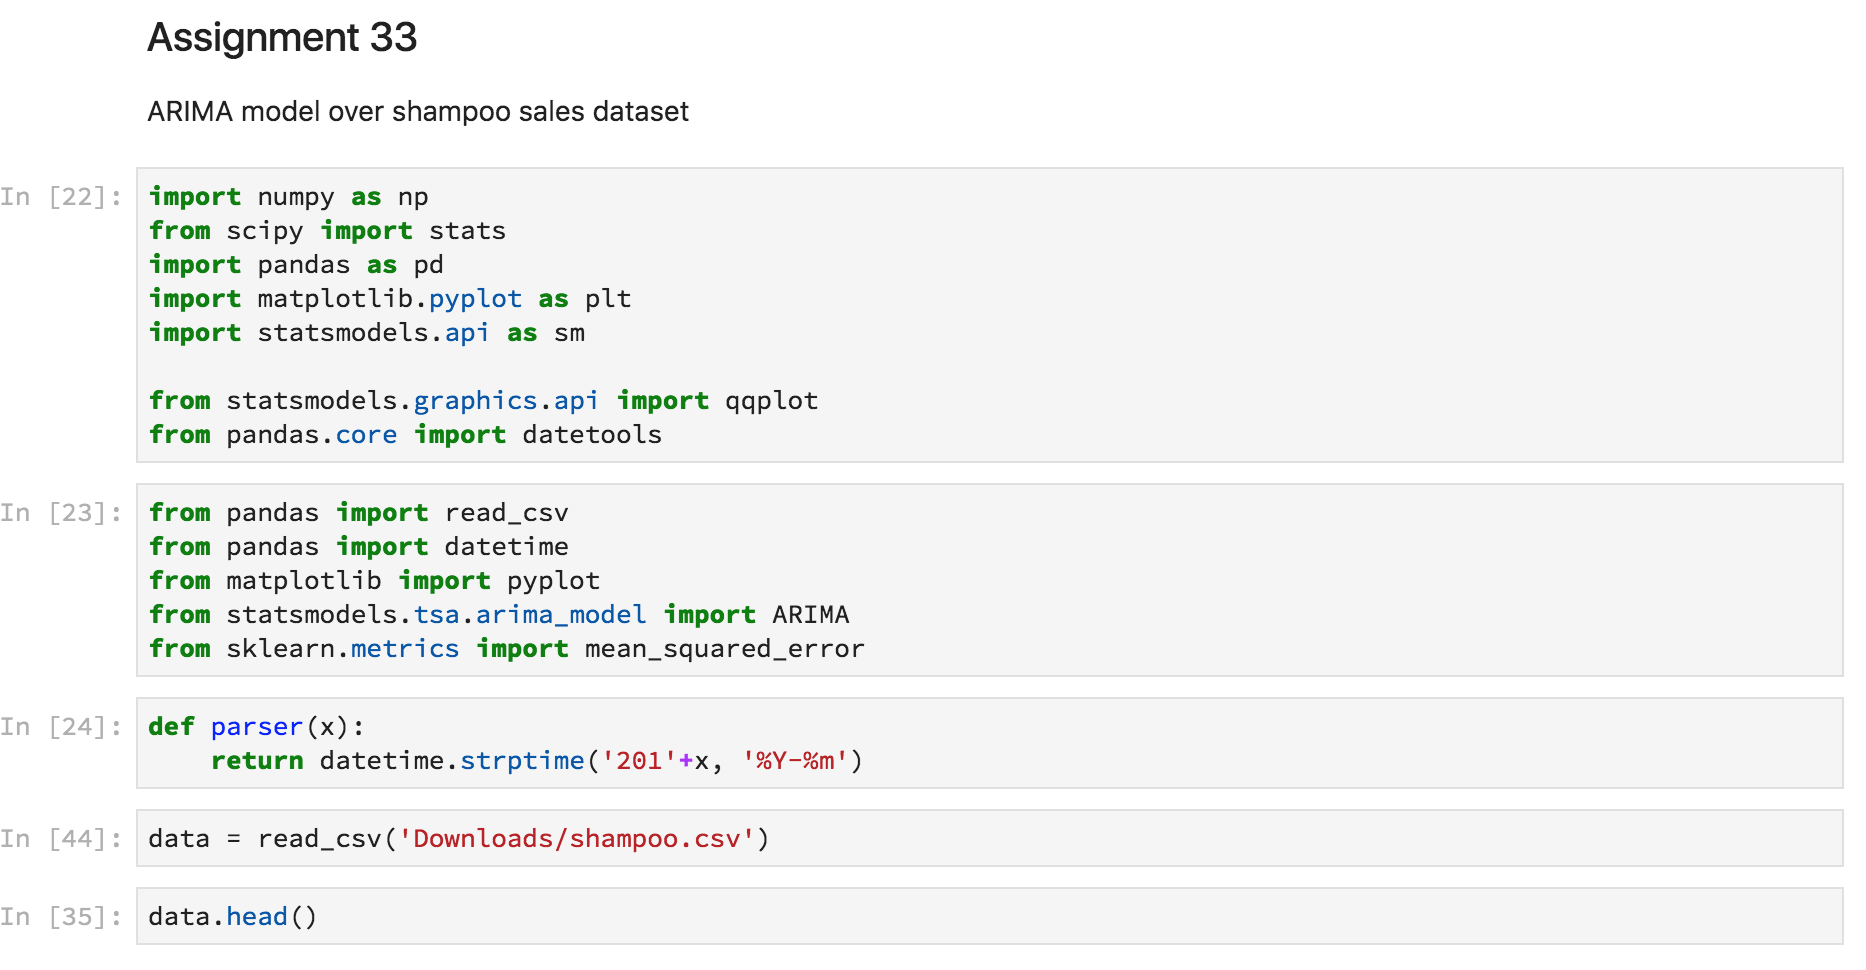 Assignment 33
ARIMA model over shampoo sales dataset
In [22]:
import numpy as np
from scipy import stats
import pandas as pd
import matplotlib.pyplot as plt
import statsmodels.api as sm
from statsmodels.graphics.api import qqplot
from pandas.core import datetools
In [23]:
from pandas import read_csv
from pandas import datetime
from matplotlib import pyplot
from statsmodels.tsa.arima_model import ARIMA
from sklearn.metrics import mean_squared_error
In [24]:
def parser(x):
    return datetime.strptime('201'+x, '%Y-%m')
In [44]:
data = read_csv('Downloads/shampoo.csv')
In [35]:
data.head()